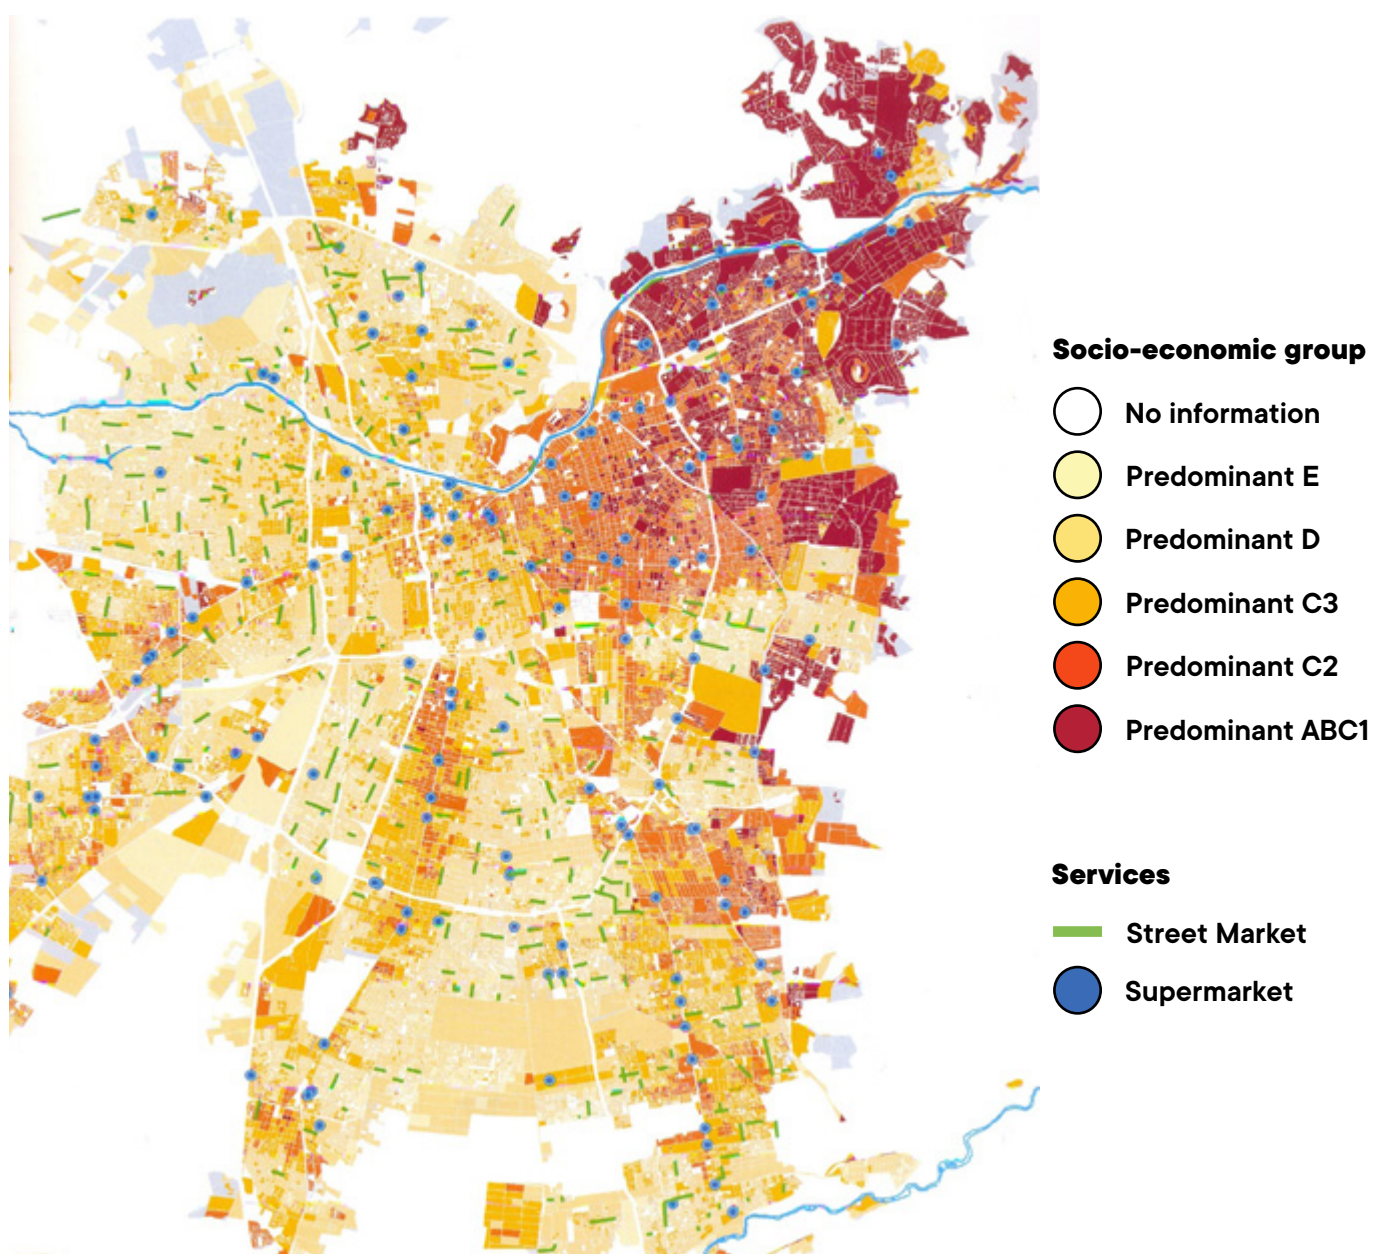 Socio-economic group
No information
Predominant E
Predominant D
Predominant C3
Predominant C2
Predominant ABC1
Services
Street Market
Supermarket